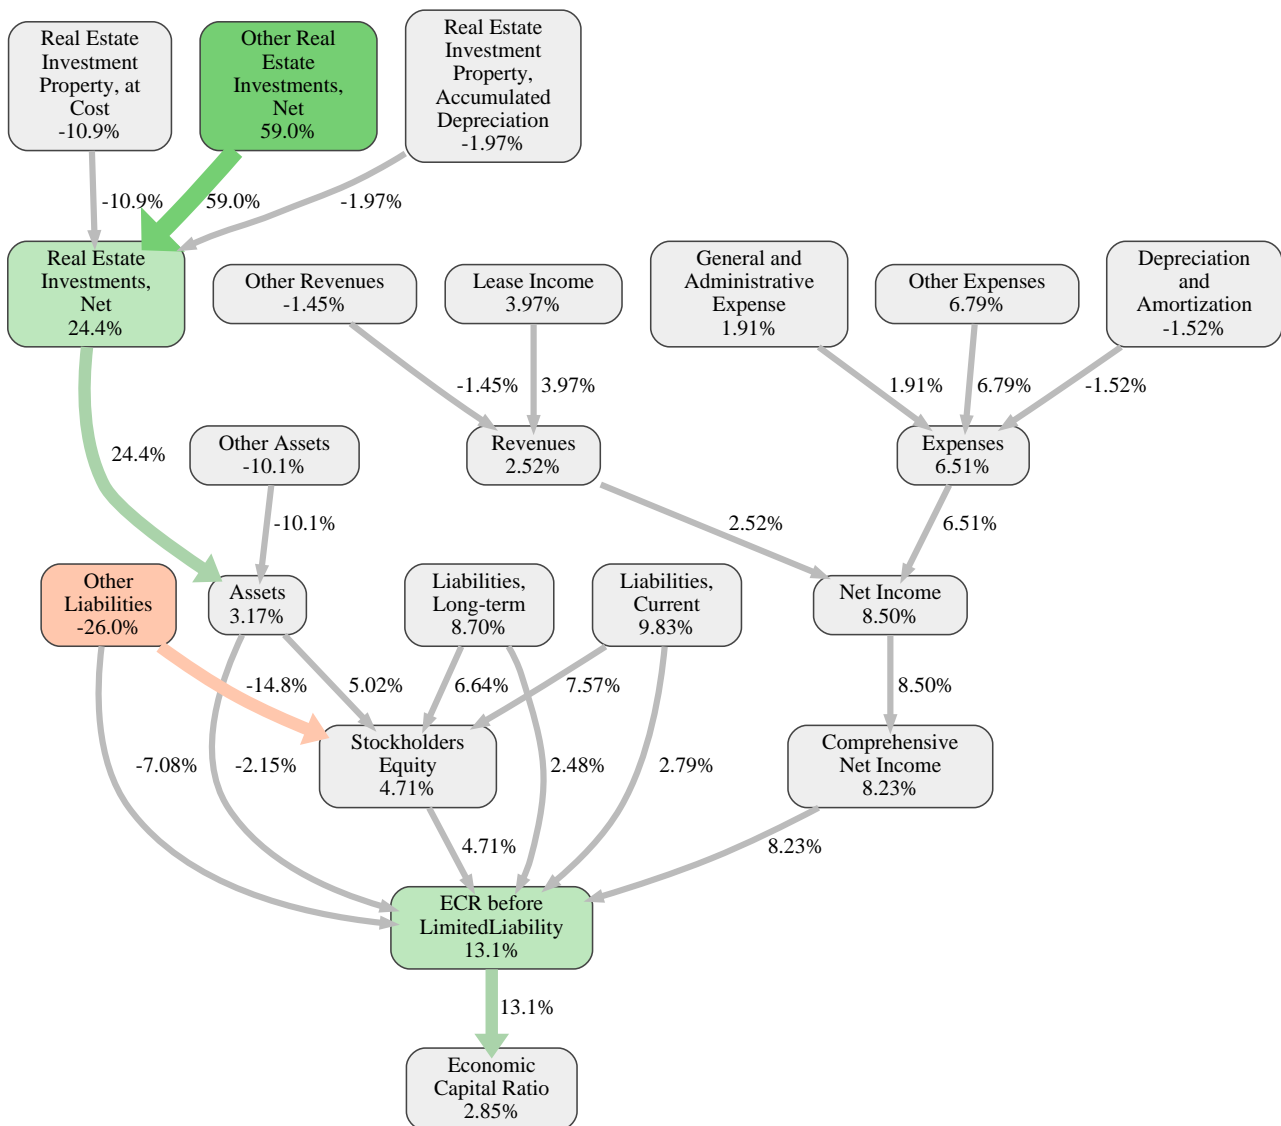 Real Estate
Investment
Property, at
Cost
-10.9%
Other Real
Estate
Investments,
Net
59.0%
Real Estate
Investment
Property,
Accumulated
Depreciation
-1.97%
-10.9%
59.0%
-1.97%
Real Estate
Investments,
Net
24.4%
Other Revenues
-1.45%
Lease Income
3.97%
General and
Administrative
Expense
1.91%
Other Expenses
6.79%
Depreciation
and
Amortization
-1.52%
-1.45%
3.97%
1.91%
6.79%
-1.52%
24.4%
Other Assets
-10.1%
Revenues
2.52%
Expenses
6.51%
-10.1%
2.52%
6.51%
Other
Liabilities
-26.0%
Assets
3.17%
Liabilities,
Long-term
8.70%
Liabilities,
Current
9.83%
Net Income
8.50%
-14.8%
5.02%
6.64%
7.57%
8.50%
-7.08%
-2.15%
Stockholders
Equity
4.71%
2.48%
2.79%
Comprehensive
Net Income
8.23%
4.71%
8.23%
ECR before
LimitedLiability
13.1%
13.1%
Economic
Capital Ratio
2.85%